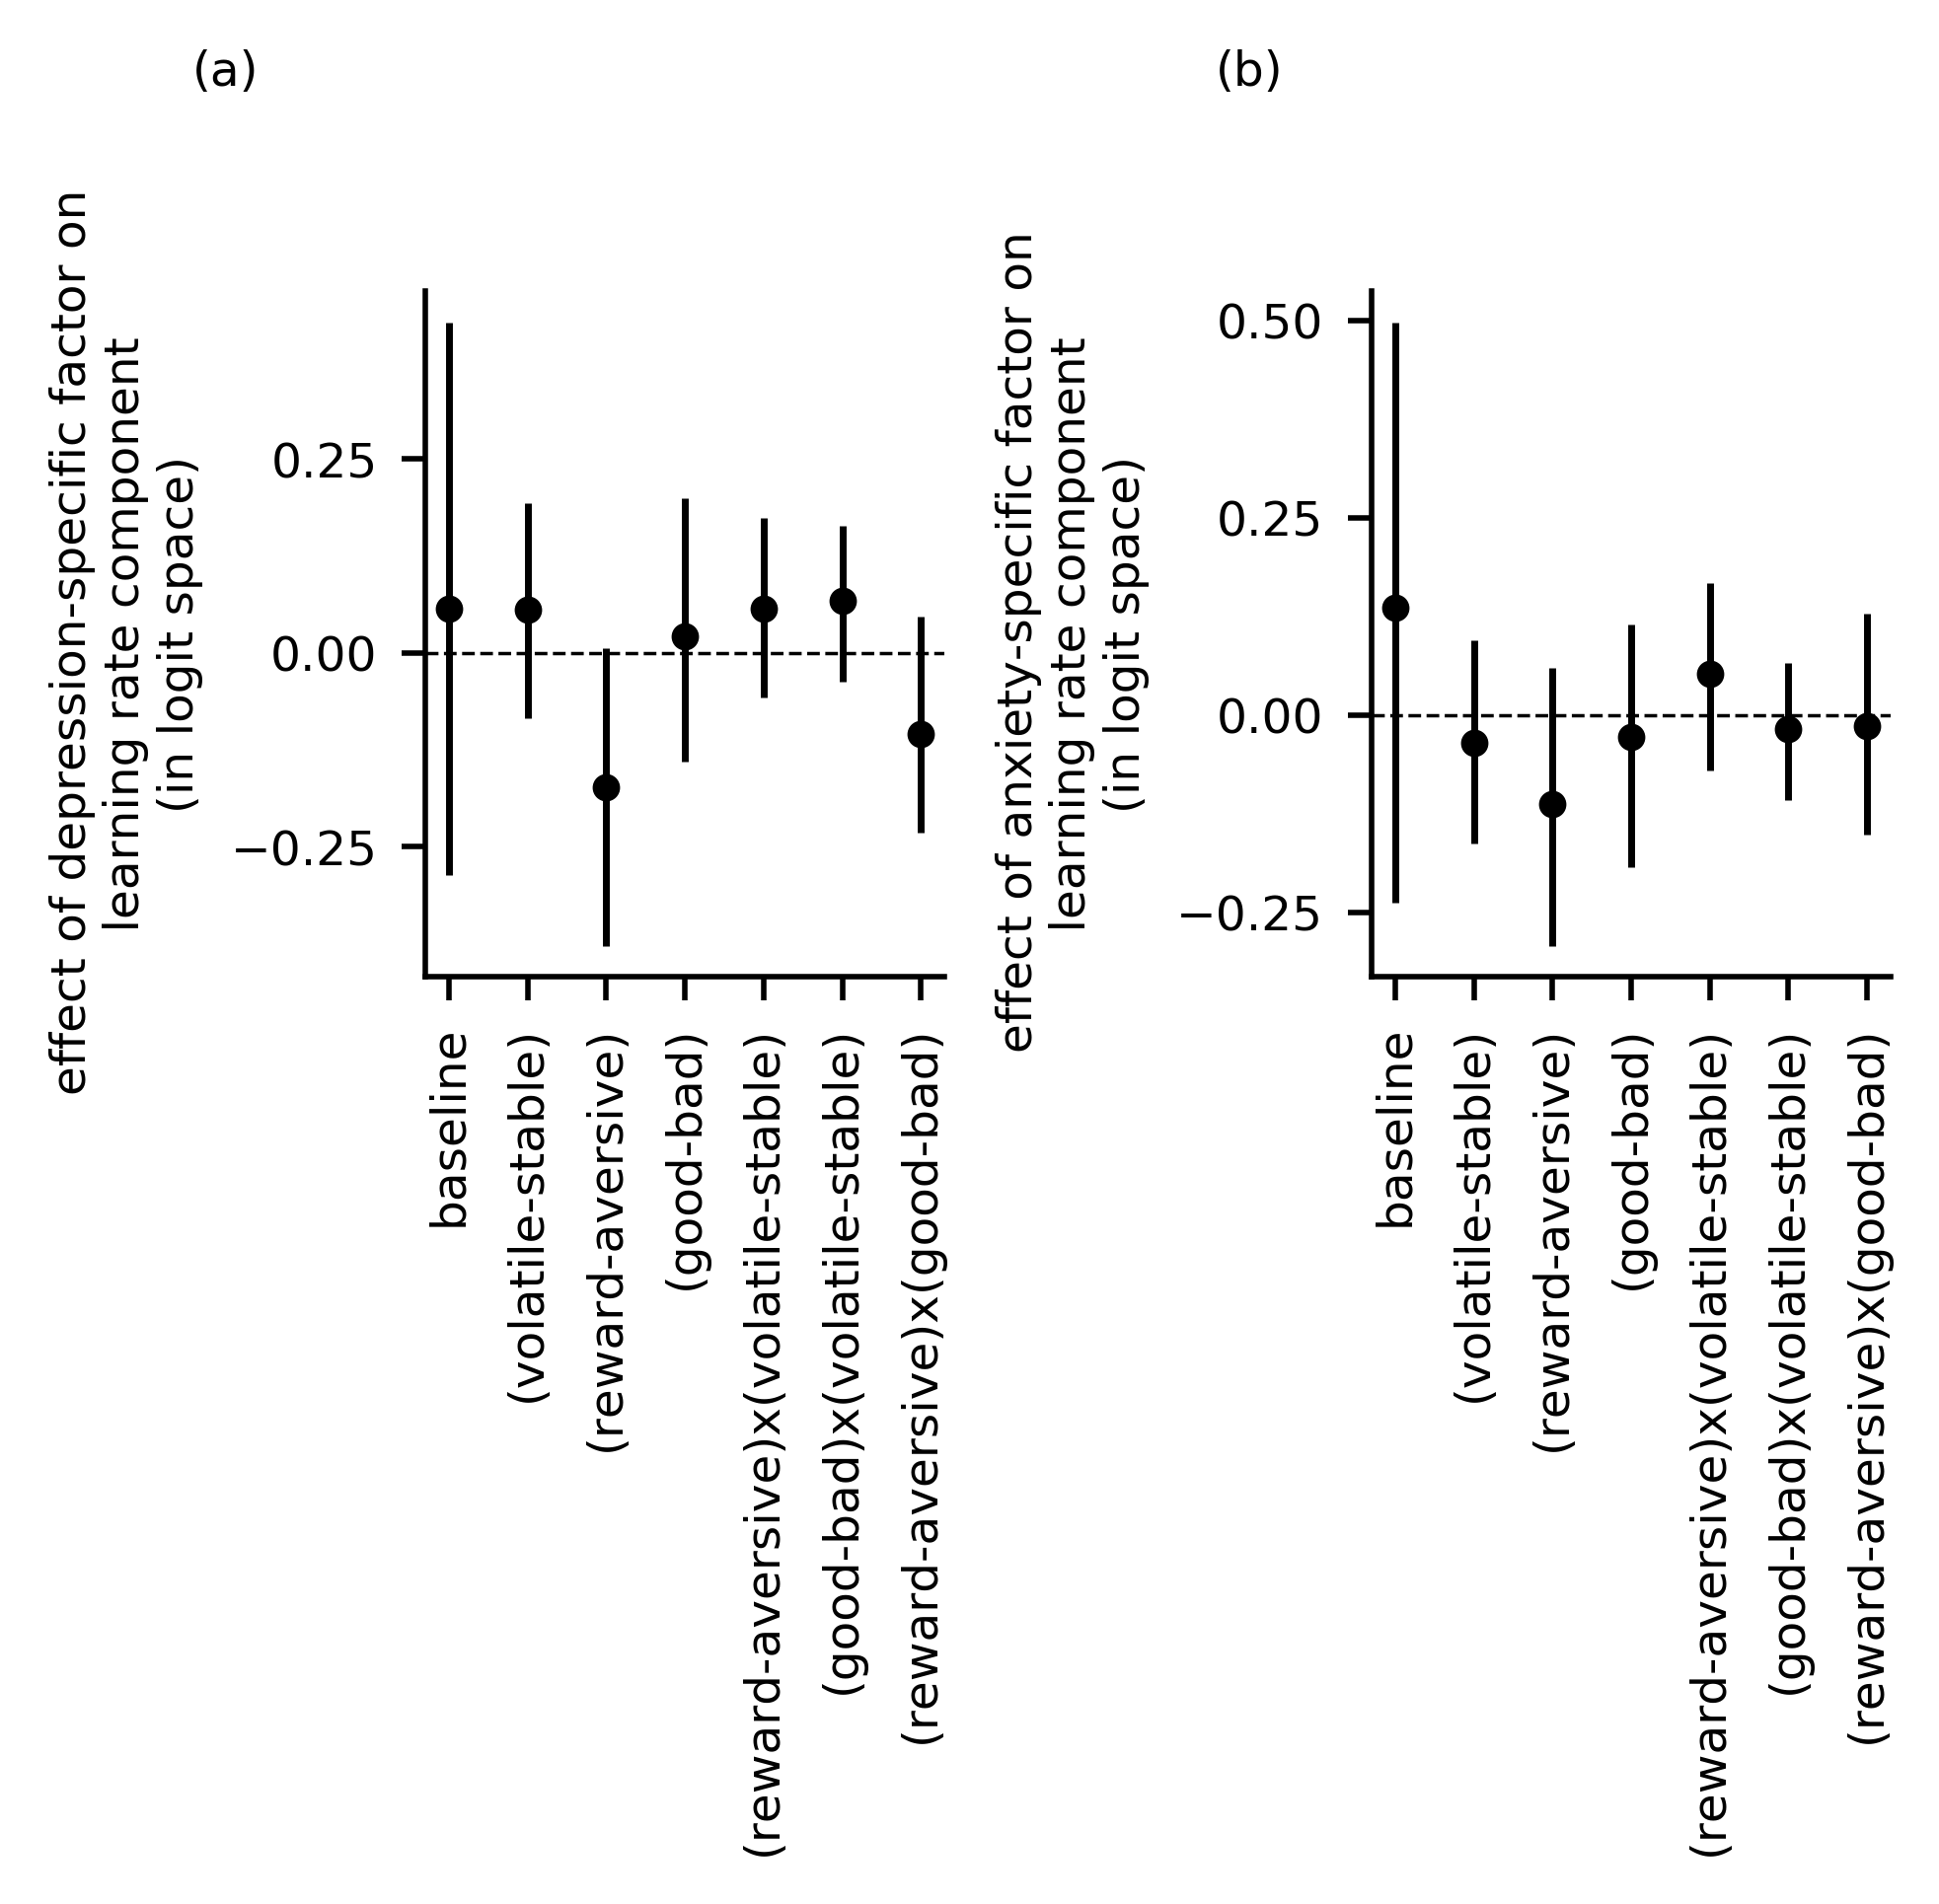 (a)
effect of depression-specific factor on
learning rate component
(in logit space)
0.25
0.00
−0.25
baseline
(volatile-stable)
(reward-aversive)
(good-bad)
(reward-aversive)x(volatile-stable)
(good-bad)x(volatile-stable)
(reward-aversive)x(good-bad)
(b)
effect of anxiety-specific factor on
learning rate component
(in logit space)
0.50
0.25
0.00
−0.25
baseline
(volatile-stable)
(reward-aversive)
(good-bad)
(reward-aversive)x(volatile-stable)
(good-bad)x(volatile-stable)
(reward-aversive)x(good-bad)